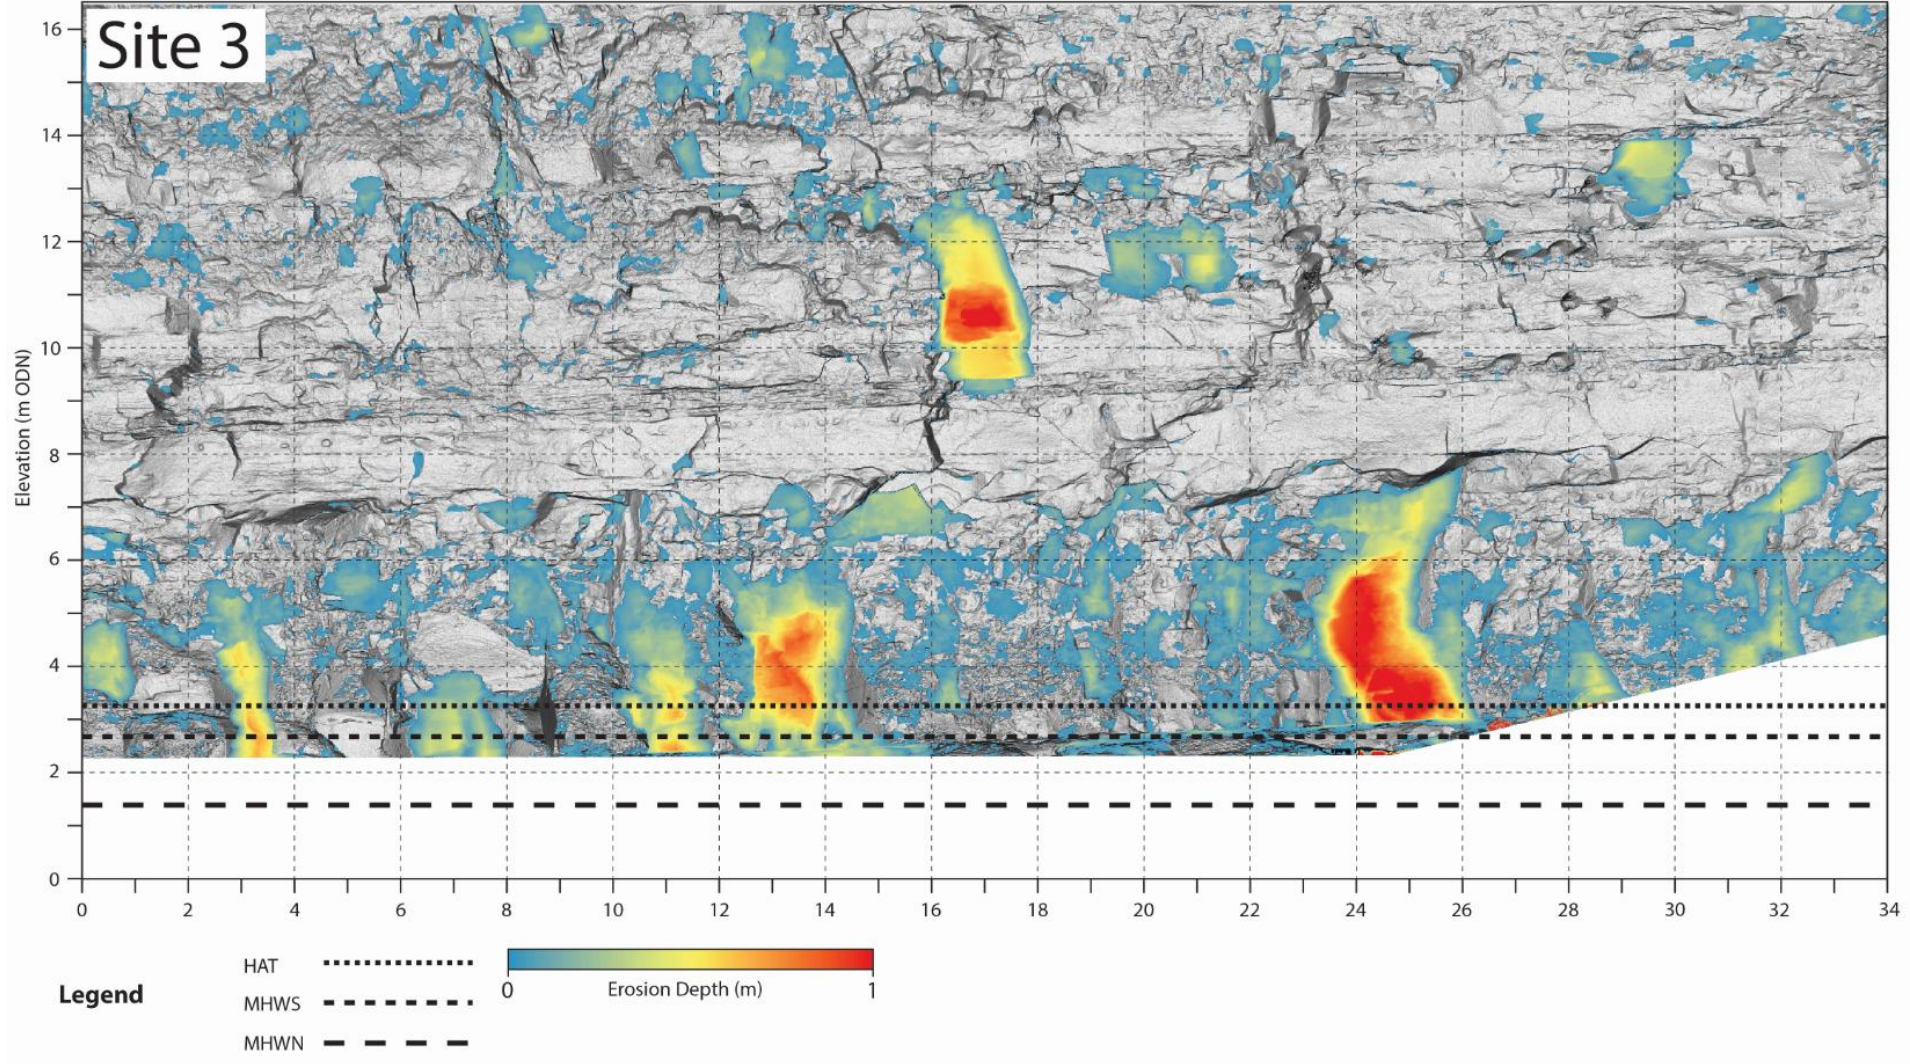 Site 3
16
14
12
10
8
6
4
2
0
Elevation (m ODN)
0 2 4 6 8 10 12 14 16 18 20 22 24 26 28 30 32 34
Legend
HAT
MHWS
MHWN
0 Erosion Depth (m) 1